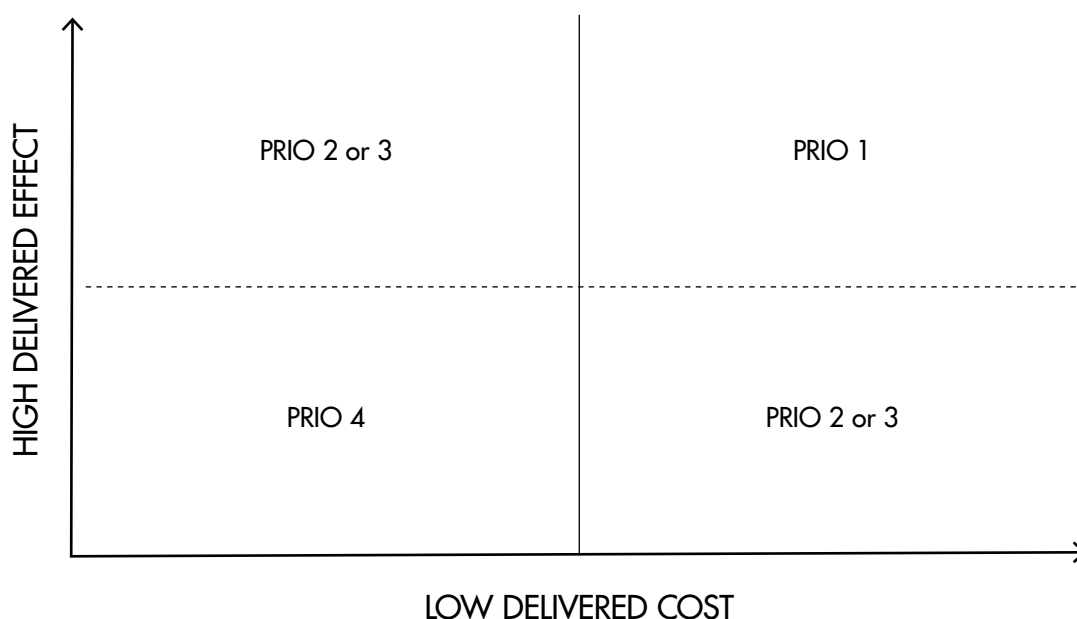 HIGH DELIVERED EFFECT
PRIO 2 or 3
PRIO 1
PRIO 4
PRIO 2 or 3
LOW DELIVERED COST